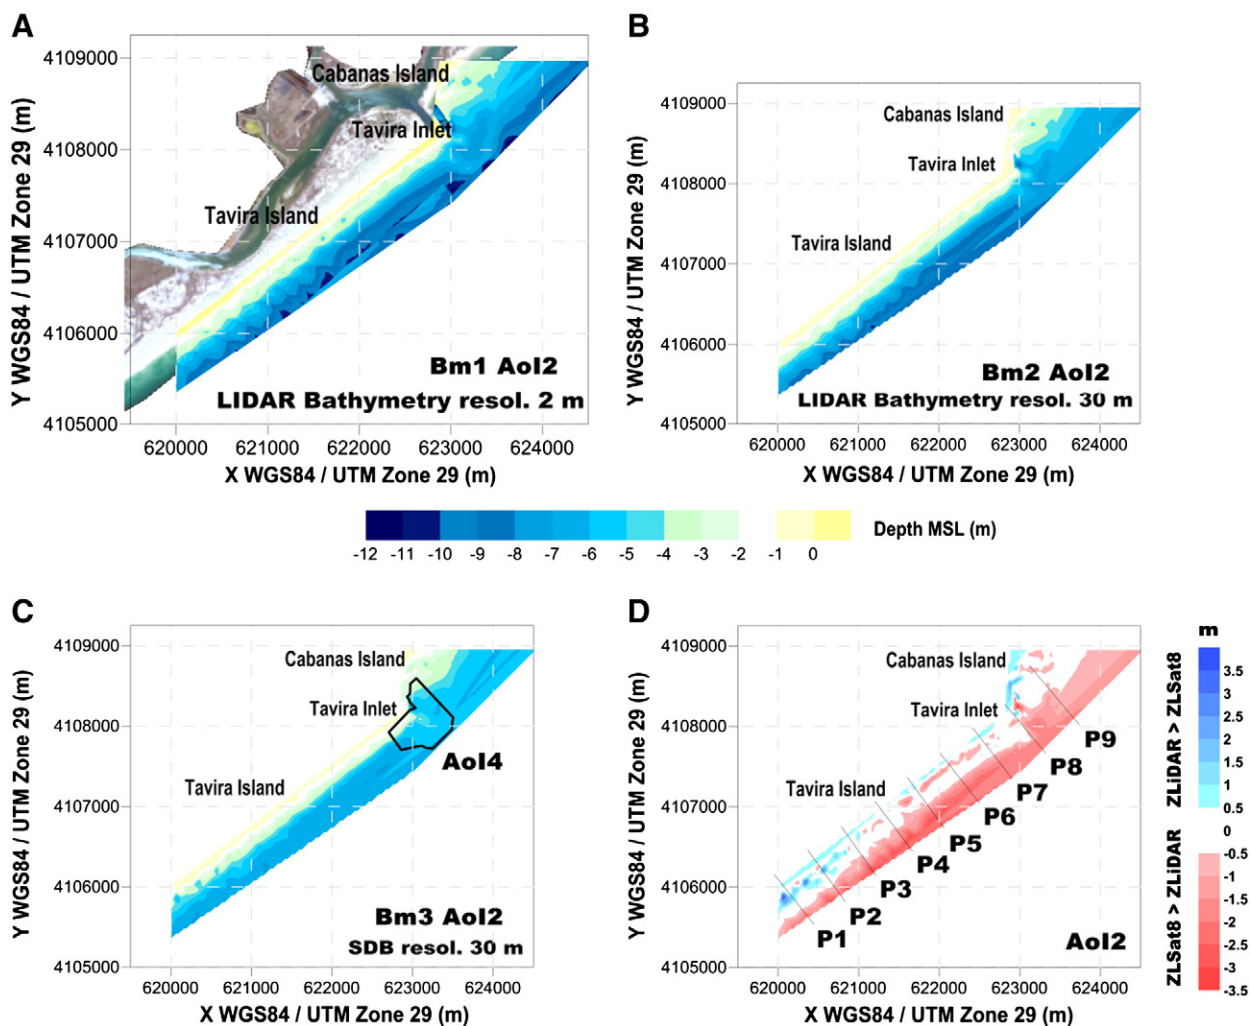 A
Y WGS84 / UTM Zone 29 (m)
4109000
4108000
4107000
4106000
4105000
Cabanas Island
Tavira Inlet
Tavira Island
Bm1 AoI2
LIDAR Bathymetry resol. 2 m
620000 621000 622000 623000 624000
X WGS84 / UTM Zone 29 (m)
B
Y WGS84 / UTM Zone 29 (m)
4109000
4108000
4107000
4106000
4105000
Cabanas Island
Tavira Inlet
Tavira Island
Bm2 AoI2
LIDAR Bathymetry resol. 30 m
620000 621000 622000 623000 624000
X WGS84 / UTM Zone 29 (m)
-12 -11 -10 -9 -8 -7 -6 -5 -4 -3 -2 -1 0
Depth MSL (m)
C
Y WGS84 / UTM Zone 29 (m)
4109000
4108000
4107000
4106000
4105000
Cabanas Island
Tavira Inlet
AoI4
Tavira Island
Bm3 AoI2
SDB resol. 30 m
620000 621000 622000 623000 624000
X WGS84 / UTM Zone 29 (m)
D
Y WGS84 / UTM Zone 29 (m)
4109000
4108000
4107000
4106000
4105000
Cabanas Island
Tavira Inlet
Tavira Island
P9
P8
P7
P6
P5
P4
P3
P2
P1
AoI2
620000 621000 622000 623000 624000
X WGS84 / UTM Zone 29 (m)
m
ZLiDAR > ZLSat8
ZLSat8 > ZLiDAR
3.5
3
2.5
2
1.5
1
0.5
0
-0.5
-1
-1.5
-2
-2.5
-3
-3.5